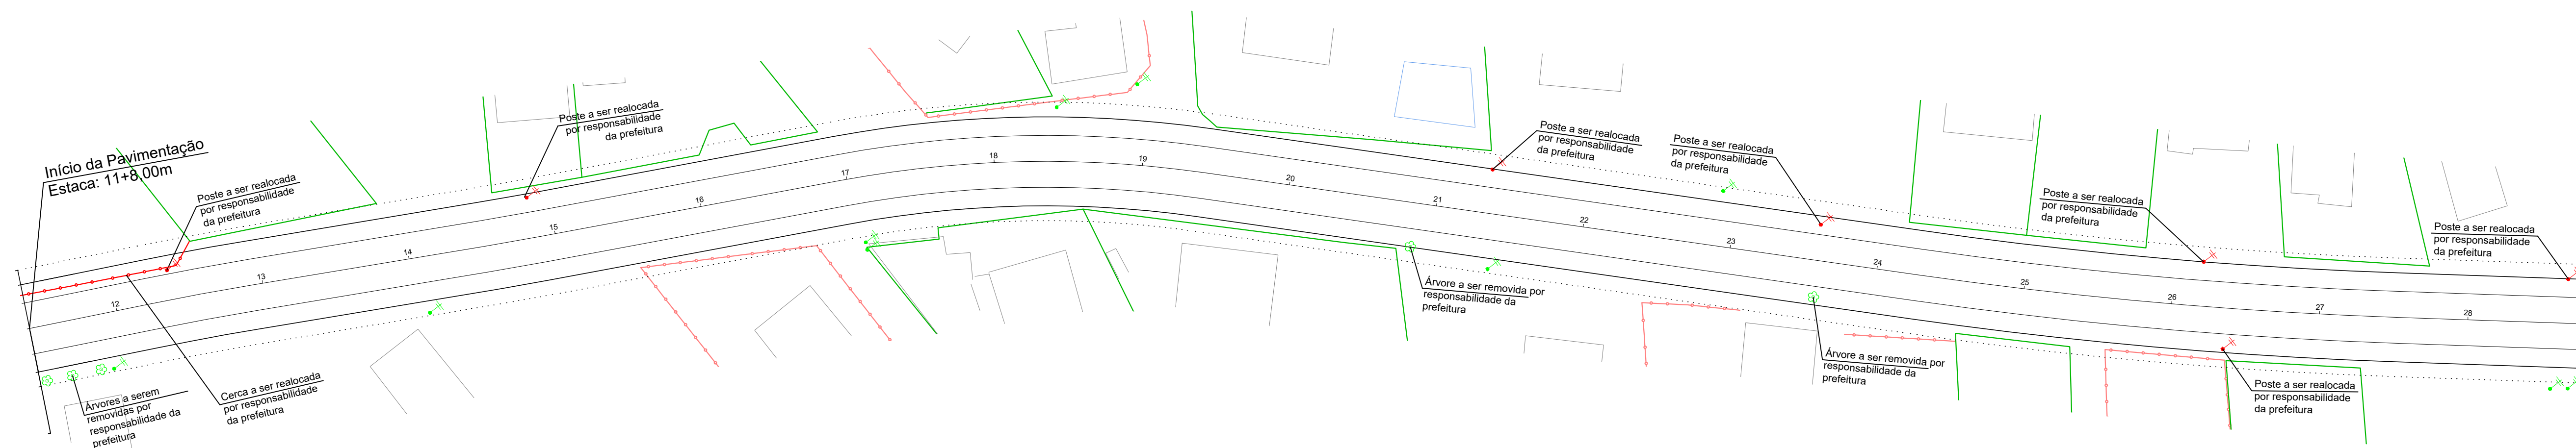 Início da Pavimentação
Estaca: 11+8,00m
Poste a ser realocada
por responsabilidade
da prefeitura
Poste a ser realocada
por responsabilidade
da prefeitura
Poste a ser realocada
por responsabilidade
da prefeitura
Poste a ser realocada
por responsabilidade
da prefeitura
Poste a ser realocada
por responsabilidade
da prefeitura
Poste a ser realocada
por responsabilidade
da prefeitura
12
13
14
15
16
17
18
19
20
21
22
23
24
25
26
27
28
Árvores a serem
removidas por
responsabilidade da
prefeitura
Cerca a ser realocada
por responsabilidade
da prefeitura
Árvore a ser removida por
responsabilidade da
prefeitura
Árvore a ser removida por
responsabilidade da
prefeitura
Poste a ser realocada
por responsabilidade
da prefeitura